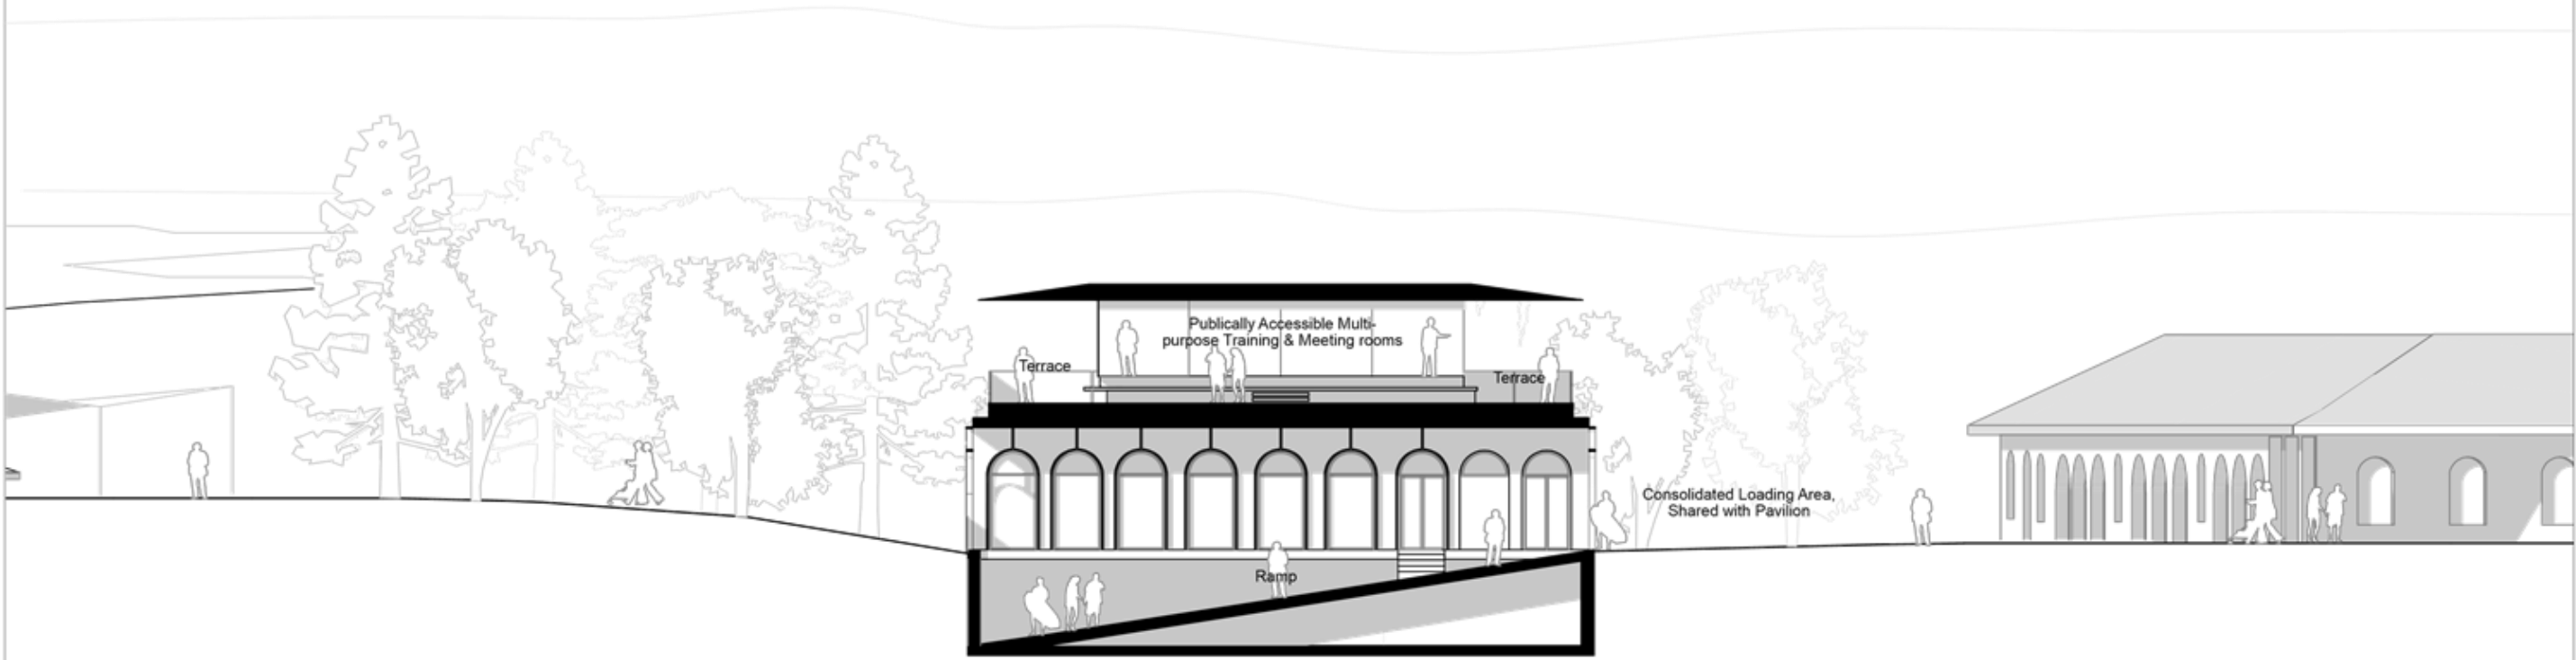 Publically Accessible Multi-
purpose Training & Meeting rooms
Terrace
Terrace
Consolidated Loading Area,
Shared with Pavilion
Ramp